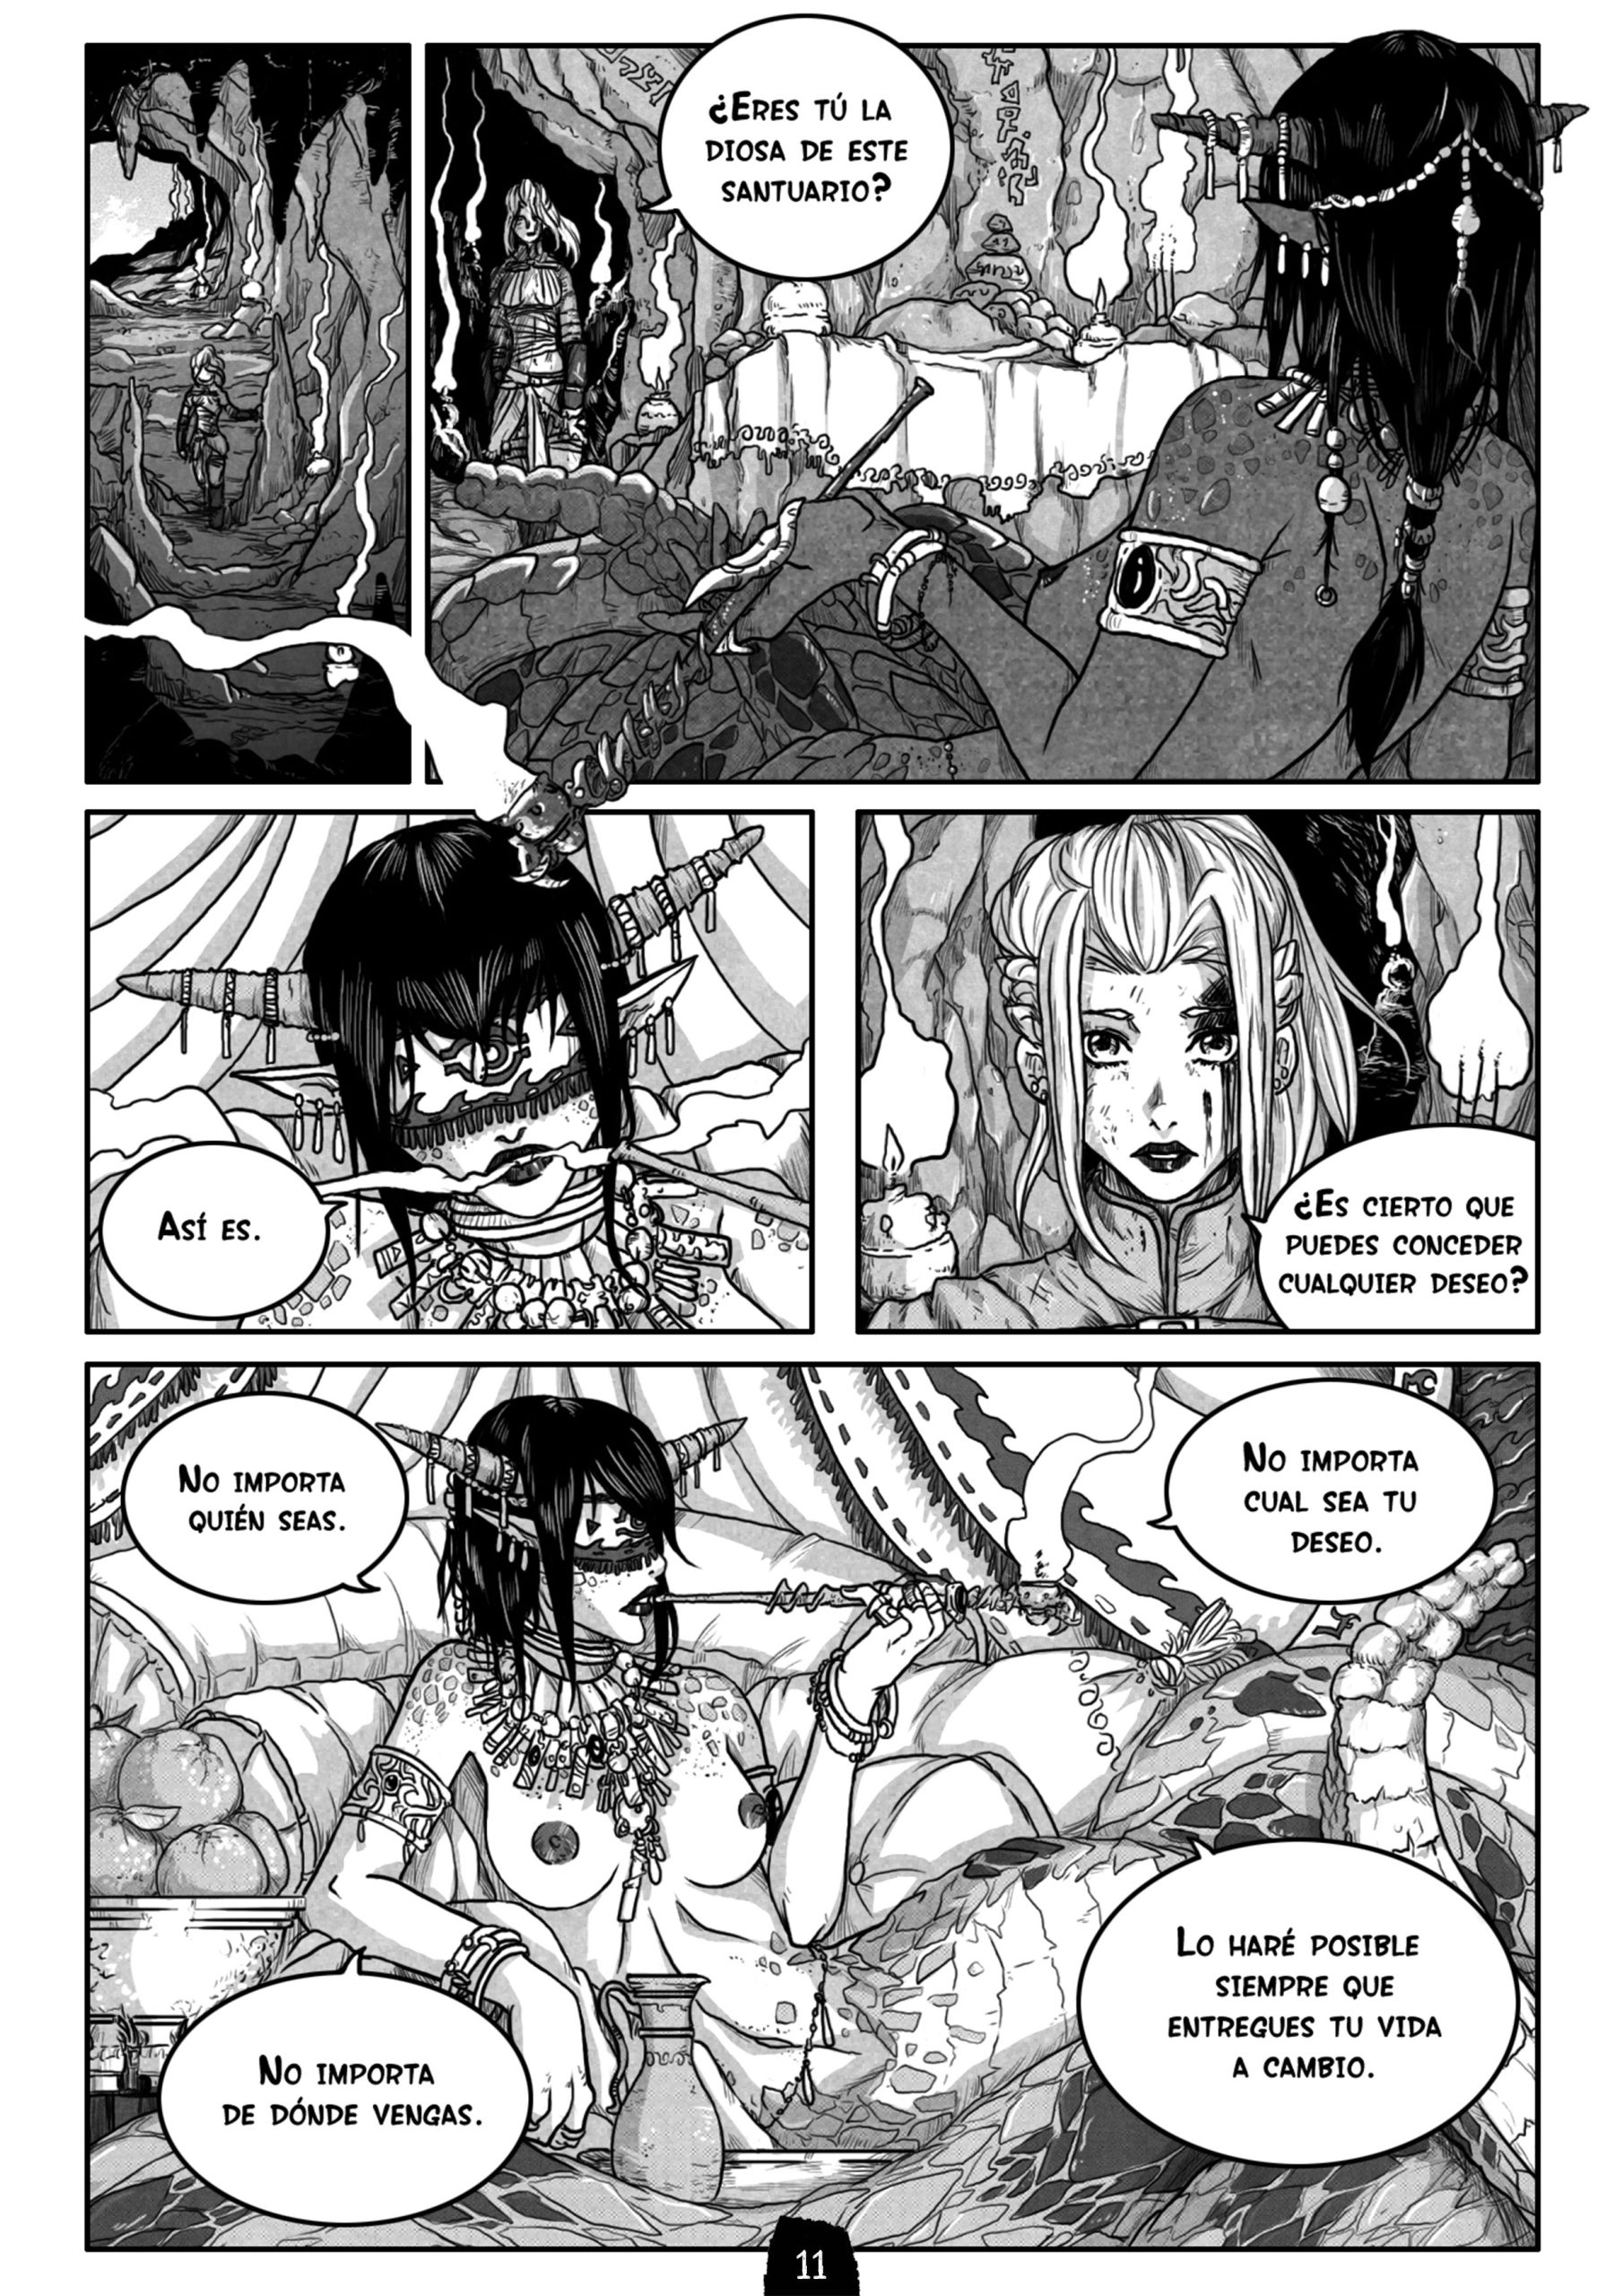 ¿Eres tú la
diosa de este
santuario?
Así es.
¿Es cierto que
puedes conceder
cualquier deseo?
No importa
quién seas.
No importa
de dónde vengas.
No importa
cual sea tu
deseo.
Lo haré posible
siempre que
entregues tu vida
a cambio.
11